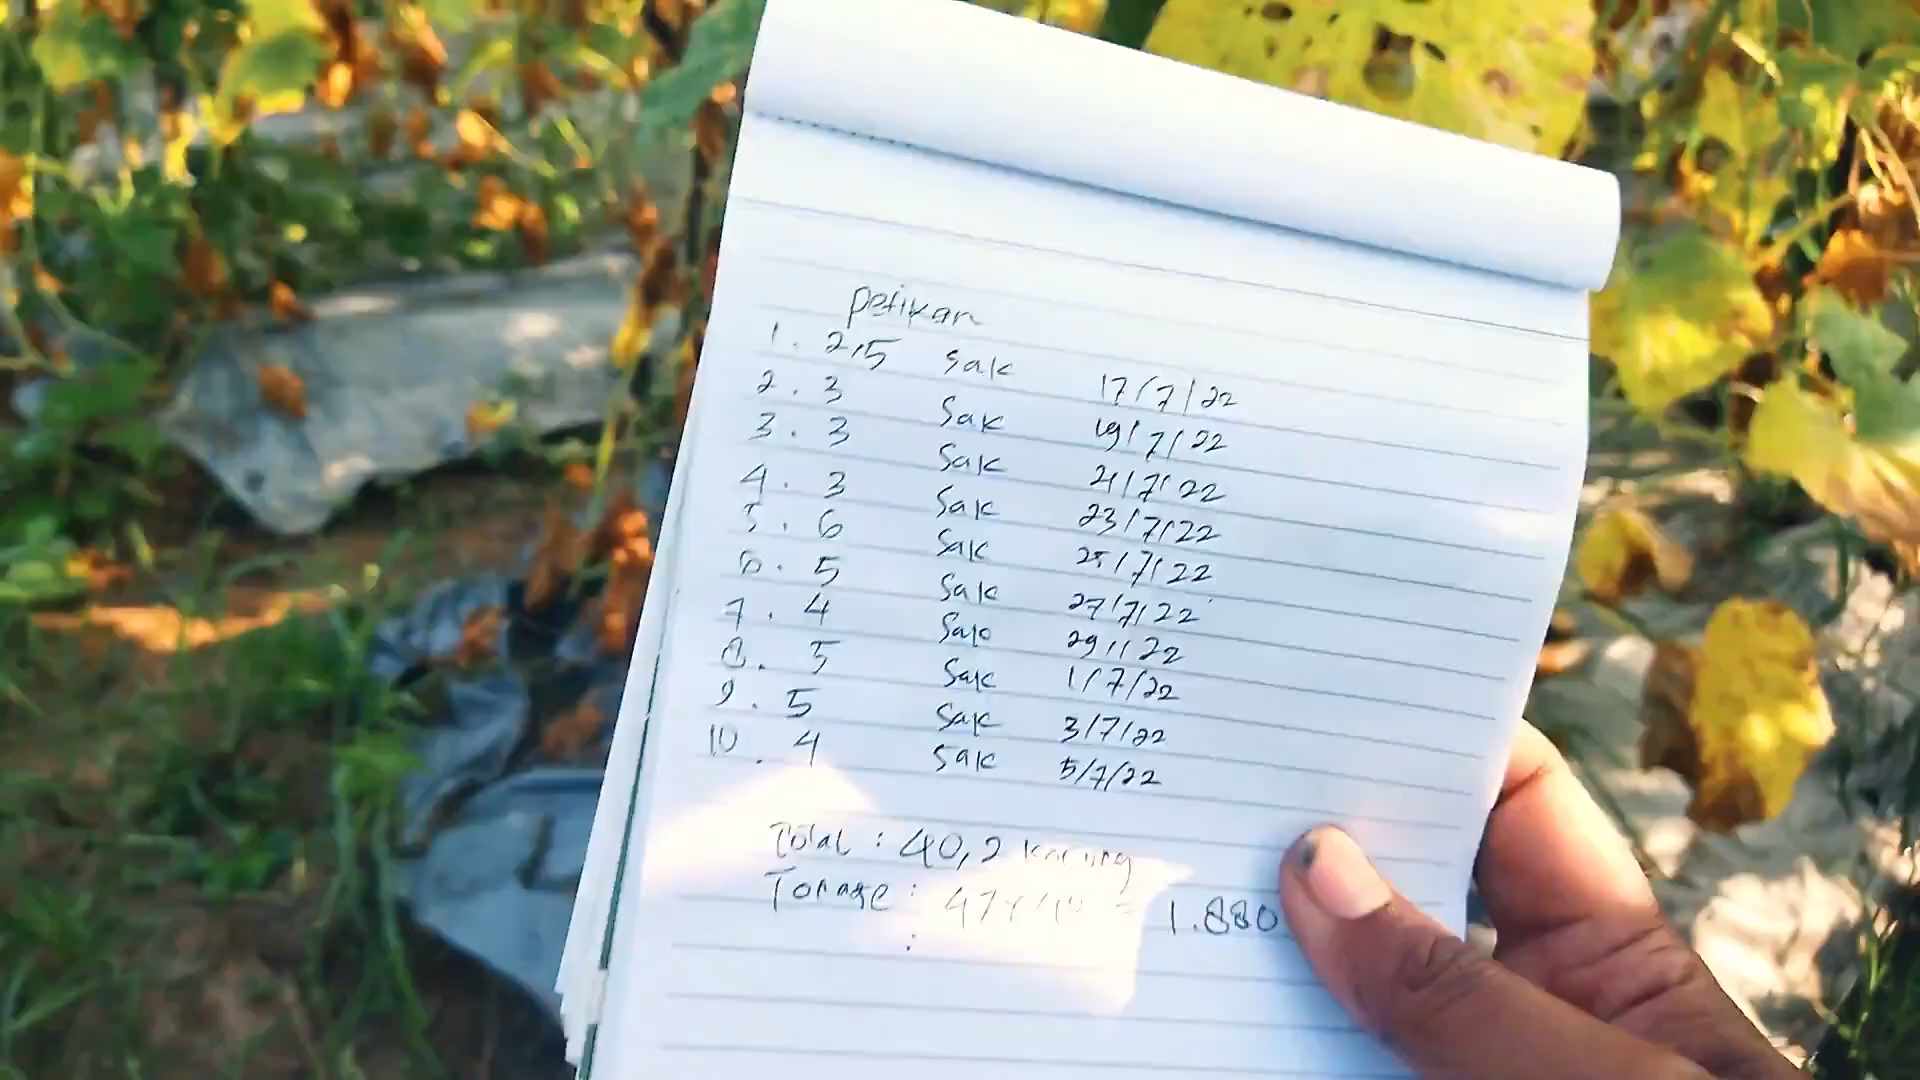 petikan
1. 2,5 sak 17/7/22
2. 3 sak 19/7/22
3. 3 sak 21/7/22
4. 3 sak 23/7/22
5. 6 sak 25/7/22
6. 5 sak 27/7/22
7. 4 sak 29/7/22
8. 5 sak 1/7/22
9. 5 sak 3/7/22
10. 4 sak 5/7/22
Total : 40,2 karung
Tonase : 47 = 1.880
: